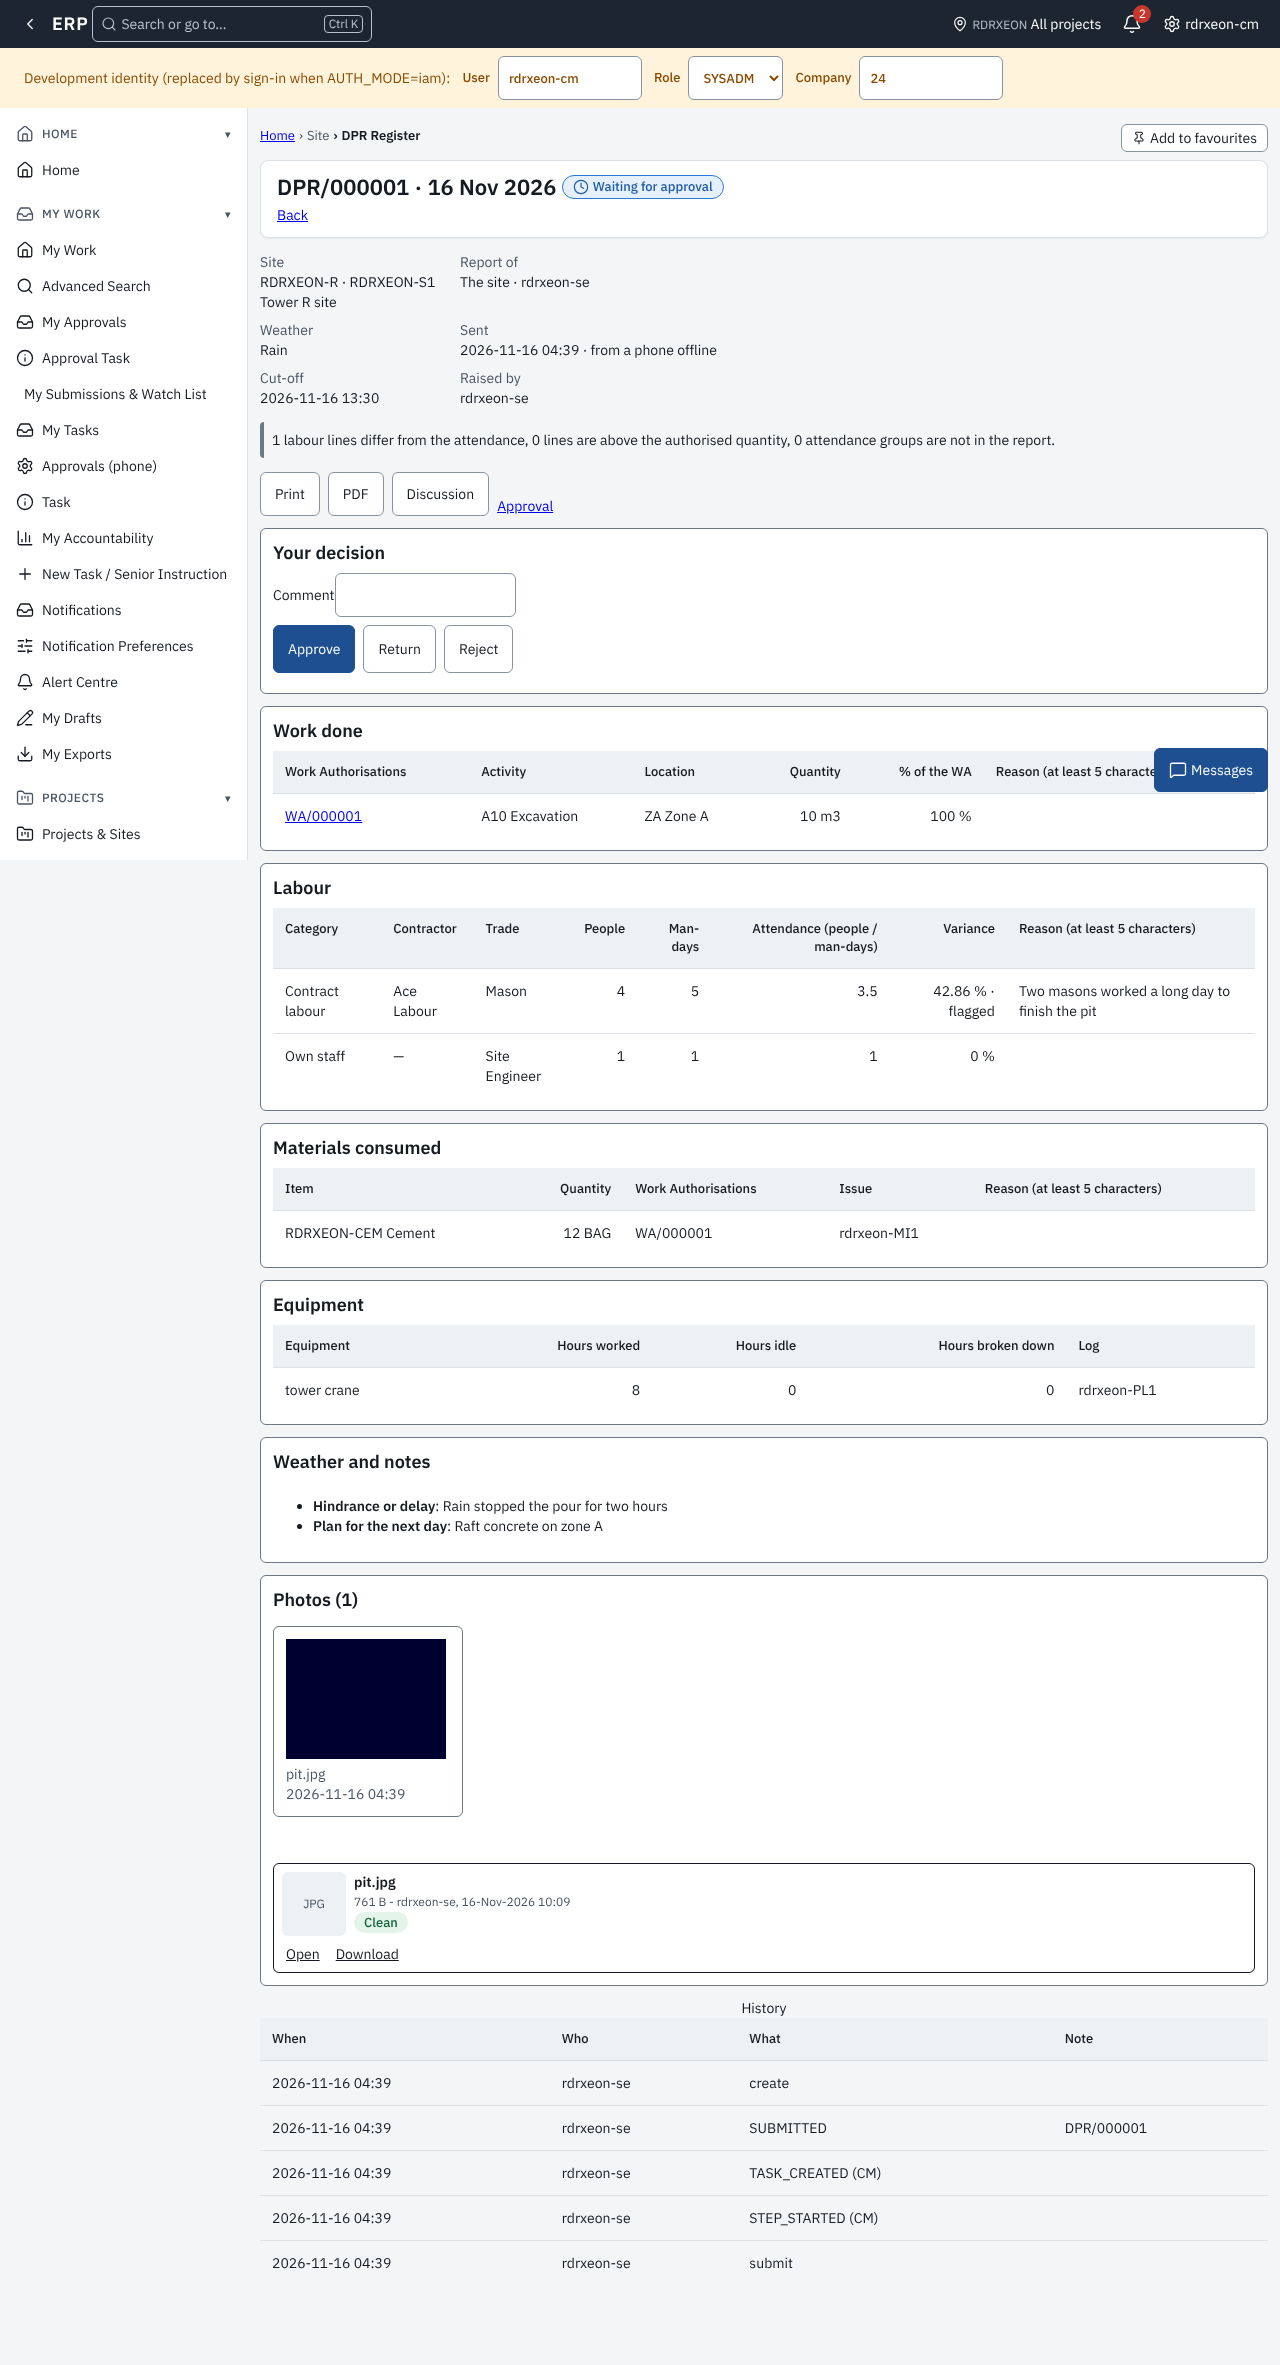 ERP
Search or go to...
Ctrl K
RDRXEON All projects
2
rdrxeon-cm
Development identity (replaced by sign-in when AUTH_MODE=iam):
User
rdrxeon-cm
Role
SYSADM
Company
24
HOME
Home
MY WORK
My Work
Advanced Search
My Approvals
Approval Task
My Submissions & Watch List
My Tasks
Approvals (phone)
Task
My Accountability
New Task / Senior Instruction
Notifications
Notification Preferences
Alert Centre
My Drafts
My Exports
PROJECTS
Projects & Sites
Home › Site › DPR Register
Add to favourites
DPR/000001 · 16 Nov 2026
Waiting for approval
Back
Site
RDRXEON-R · RDRXEON-S1
Tower R site
Report of
The site · rdrxeon-se
Weather
Rain
Sent
2026-11-16 04:39 · from a phone offline
Cut-off
2026-11-16 13:30
Raised by
rdrxeon-se
1 labour lines differ from the attendance, 0 lines are above the authorised quantity, 0 attendance groups are not in the report.
Print
PDF
Discussion
Approval
Your decision
Comment
Approve
Return
Reject
Work done
Work Authorisations Activity Location Quantity % of the WA Reason (at least 5 characte
Messages
WA/000001 A10 Excavation ZA Zone A 10 m3 100 %
Labour
Category Contractor Trade People Man-days Attendance (people / man-days) Variance Reason (at least 5 characters)
Contract labour Ace Labour Mason 4 5 3.5 42.86 % · flagged Two masons worked a long day to finish the pit
Own staff — Site Engineer 1 1 1 0 %
Materials consumed
Item Quantity Work Authorisations Issue Reason (at least 5 characters)
RDRXEON-CEM Cement 12 BAG WA/000001 rdrxeon-MI1
Equipment
Equipment Hours worked Hours idle Hours broken down Log
tower crane 8 0 0 rdrxeon-PL1
Weather and notes
Hindrance or delay: Rain stopped the pour for two hours
Plan for the next day: Raft concrete on zone A
Photos (1)
pit.jpg
2026-11-16 04:39
JPG
pit.jpg
761 B - rdrxeon-se, 16-Nov-2026 10:09
Clean
Open Download
History
When Who What Note
2026-11-16 04:39 rdrxeon-se create
2026-11-16 04:39 rdrxeon-se SUBMITTED DPR/000001
2026-11-16 04:39 rdrxeon-se TASK_CREATED (CM)
2026-11-16 04:39 rdrxeon-se STEP_STARTED (CM)
2026-11-16 04:39 rdrxeon-se submit